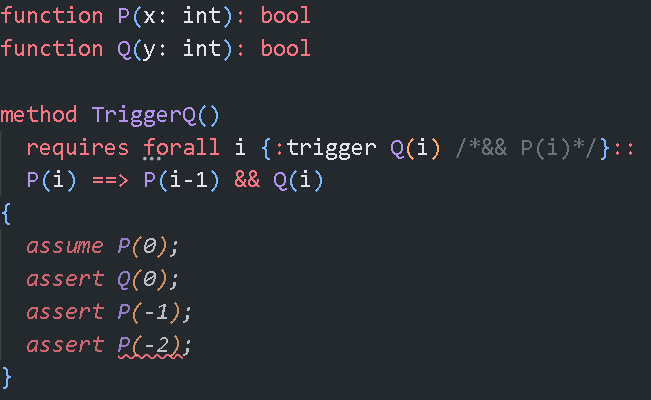 function P(x: int): bool
function Q(y: int): bool

method TriggerQ()
  requires forall i {:trigger Q(i) /*&& P(i)*/}::
  P(i) ==> P(i-1) && Q(i)
{
  assume P(0);
  assert Q(0);
  assert P(-1);
  assert P(-2);
}